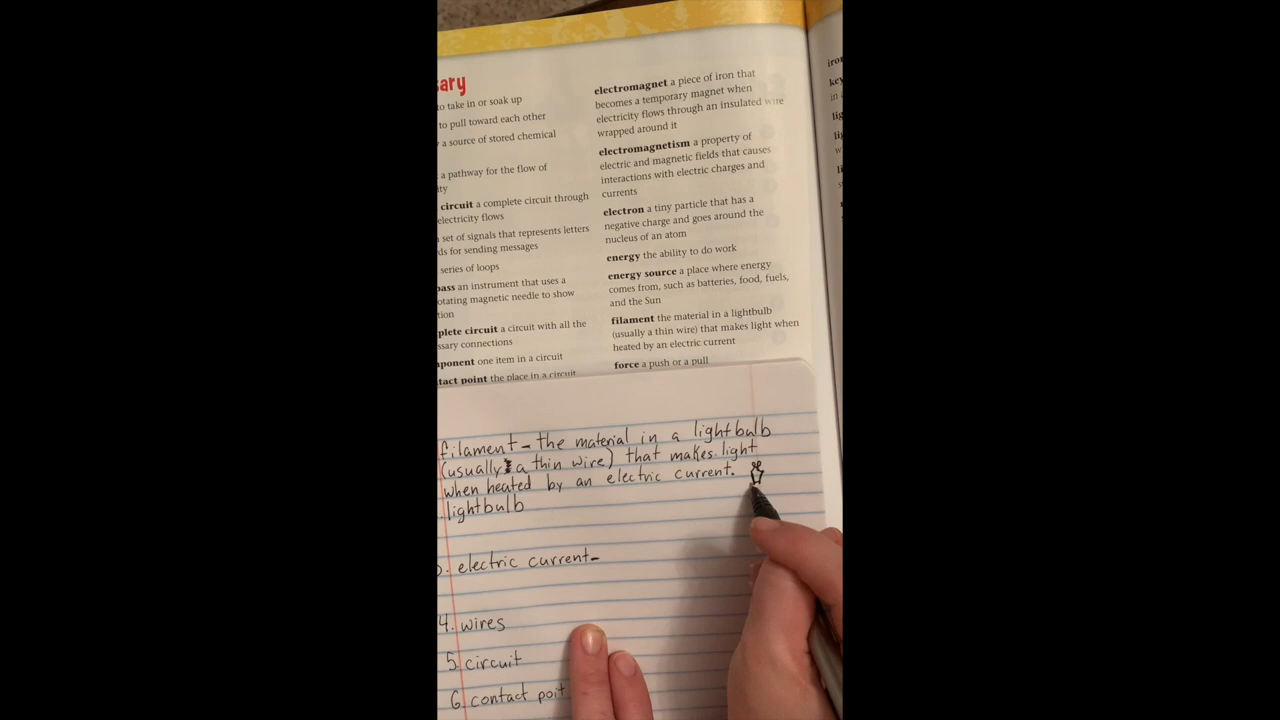 ary
to take in or soak up
to pull toward each other
a source of stored chemical
a pathway for the flow of
ity
circuit a complete circuit through
electricity flows
set of signals that represents letters
ds for sending messages
series of loops
pass an instrument that uses a
otating magnetic needle to show
tion
plete circuit a circuit with all the
ssary connections
ponent one item in a circuit
tact point the place in a circuit
electromagnet a piece of iron that
becomes a temporary magnet when
electricity flows through an insulated wire
wrapped around it
electromagnetism a property of
electric and magnetic fields that causes
interactions with electric charges and
currents
electron a tiny particle that has a
negative charge and goes around the
nucleus of an atom
energy the ability to do work
energy source a place where energy
comes from, such as batteries, food, fuels,
and the Sun
filament the material in a lightbulb
(usually a thin wire) that makes light when
heated by an electric current
force a push or a pull
iro
key
in a
lig
lig
w
li
filament - the material in a lightbulb
(usually a thin wire) that makes light
when heated by an electric current.
lightbulb
electric current-
4. wires
5. circuit
6. contact poit